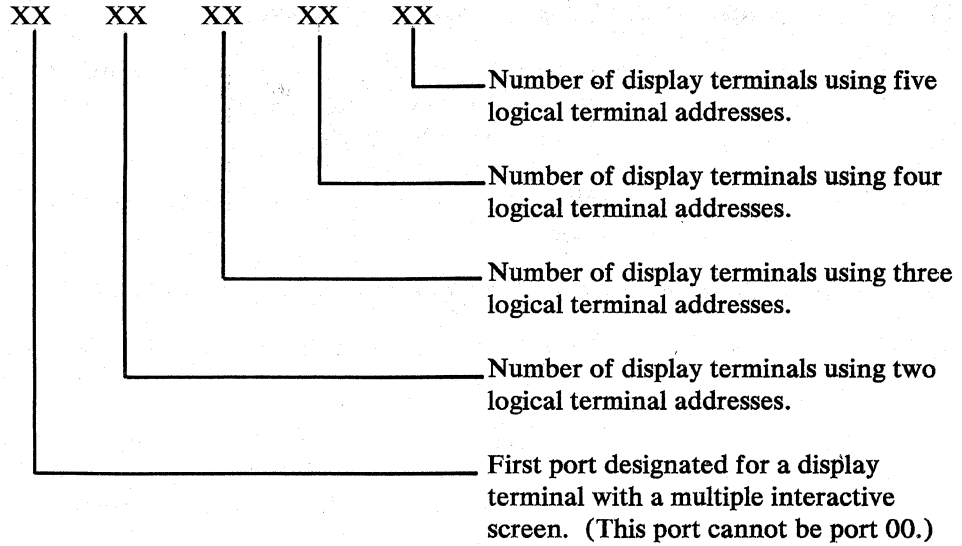 XX XX XX XX XX
Number of display terminals using five
logical terminal addresses.
Number of display terminals using four
logical terminal addresses.
Number of display terminals using three
logical terminal addresses.
Number of display terminals using two
logical terminal addresses.
First port designated for a display
terminal with a multiple interactive
screen. (This port cannot be port 00.)